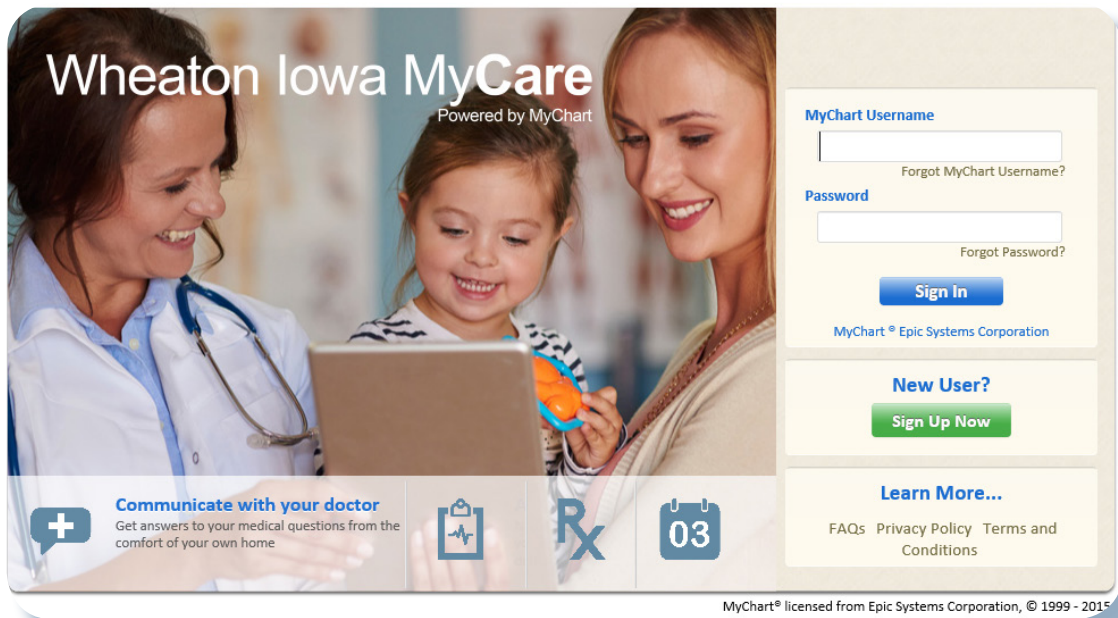 Wheaton Iowa MyCare
Powered by MyChart
Communicate with your doctor
Get answers to your medical questions from the
comfort of your own home
Rx
03
MyChart Username
Forgot MyChart Username?
Password
Forgot Password?
Sign In
MyChart ® Epic Systems Corporation
New User?
Sign Up Now
Learn More...
FAQs Privacy Policy Terms and
Conditions
MyChart® licensed from Epic Systems Corporation, © 1999 - 2015